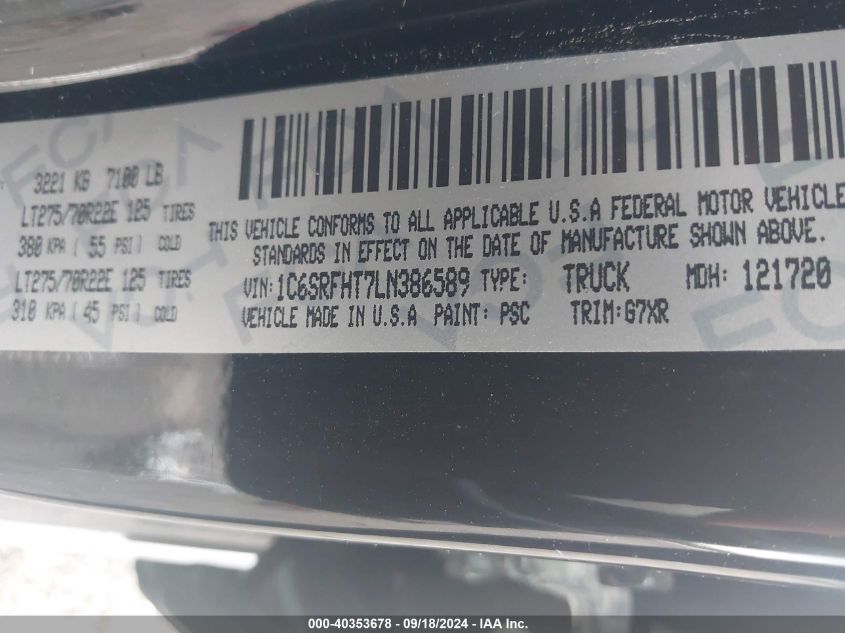 3221 KG 7100 LB
LT275/70R22E 125 TIRES
380 KPA ( 55 PSI ) COLD
LT275/70R22E 125 TIRES
310 KPA ( 45 PSI ) COLD
THIS VEHICLE CONFORMS TO ALL APPLICABLE U.S.A FEDERAL MOTOR VEHICLE
STANDARDS IN EFFECT ON THE DATE OF MANUFACTURE SHOWN ABOVE.
VIN: 1C6SRFHT7LN386589 TYPE: TRUCK MDH: 121720
VEHICLE MADE IN U.S.A PAINT: PSC TRIM:G7XR
000-40353678 - 09/18/2024 - IAA Inc.